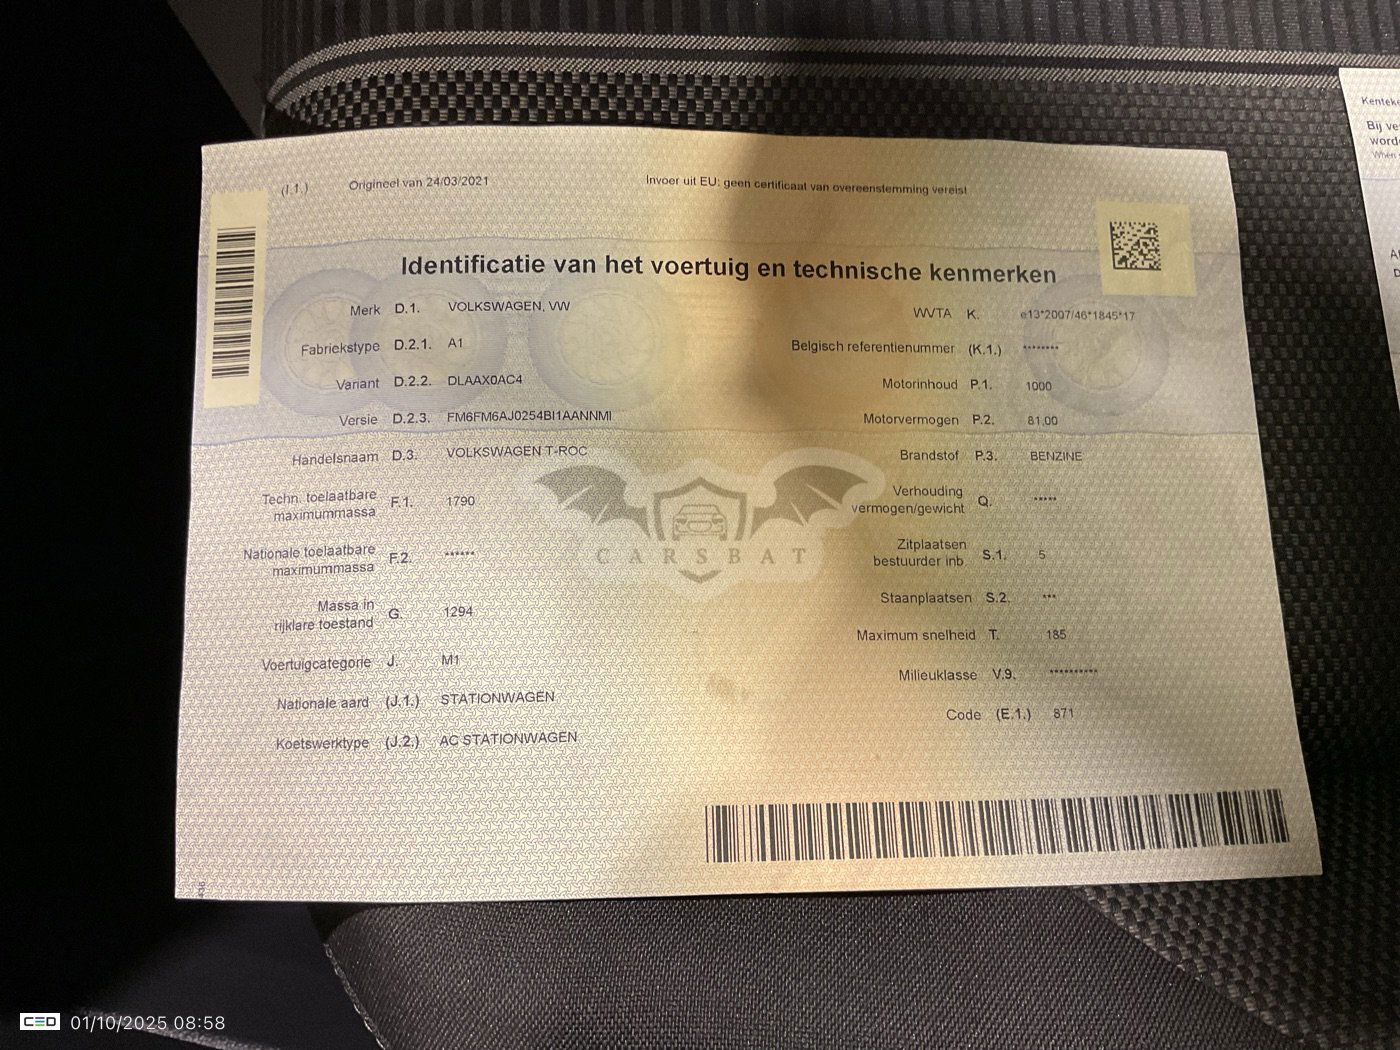 (I.1.) Origineel van 24/03/2021
Invoer uit EU: geen certificaat van overeenstemming vereist
Identificatie van het voertuig en technische kenmerken
Merk D.1. VOLKSWAGEN, VW
Fabriekstype D.2.1. A1
Variant D.2.2. DLAAX0AC4
Versie D.2.3. FM6FM6AJ0254BI1AANNMI
Handelsnaam D.3. VOLKSWAGEN T-ROC
Techn. toelaatbare
maximummassa F.1. 1790
Nationale toelaatbare
maximummassa F.2. ******
Massa in
rijklare toestand G. 1294
Voertuigcategorie J. M1
Nationale aard (J.1.) STATIONWAGEN
Koetswerktype (J.2.) AC STATIONWAGEN
WVTA K. e13*2007/46*1845*17
Belgisch referentienummer (K.1.) ********
Motorinhoud P.1. 1000
Motorvermogen P.2. 81,00
Brandstof P.3. BENZINE
Verhouding
vermogen/gewicht Q. *****
Zitplaatsen
bestuurder inb. S.1. 5
Staanplaatsen S.2. ***
Maximum snelheid T. 185
Milieuklasse V.9. **********
Code (E.1.) 871
CARSBAT
Bij
CED 01/10/2025 08:58